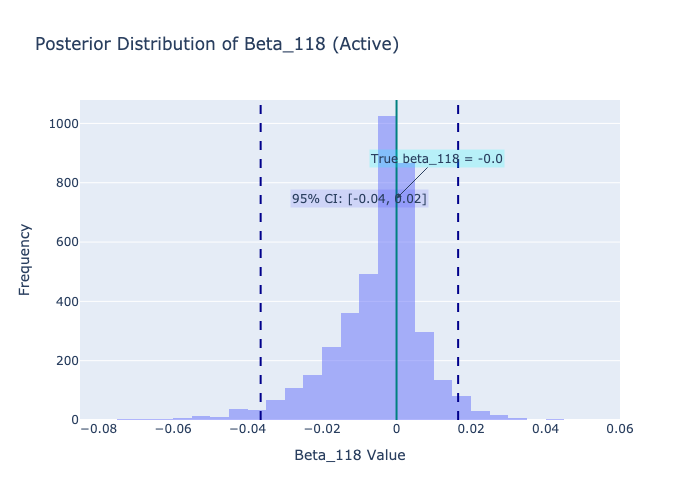 Posterior Distribution of Beta_118 (Active)
1000
800
600
400
200
0
Frequency
True beta_118 = -0.0
95% CI: [-0.04, 0.02]
−0.08
−0.06
−0.04
−0.02
0
0.02
0.04
0.06
Beta_118 Value